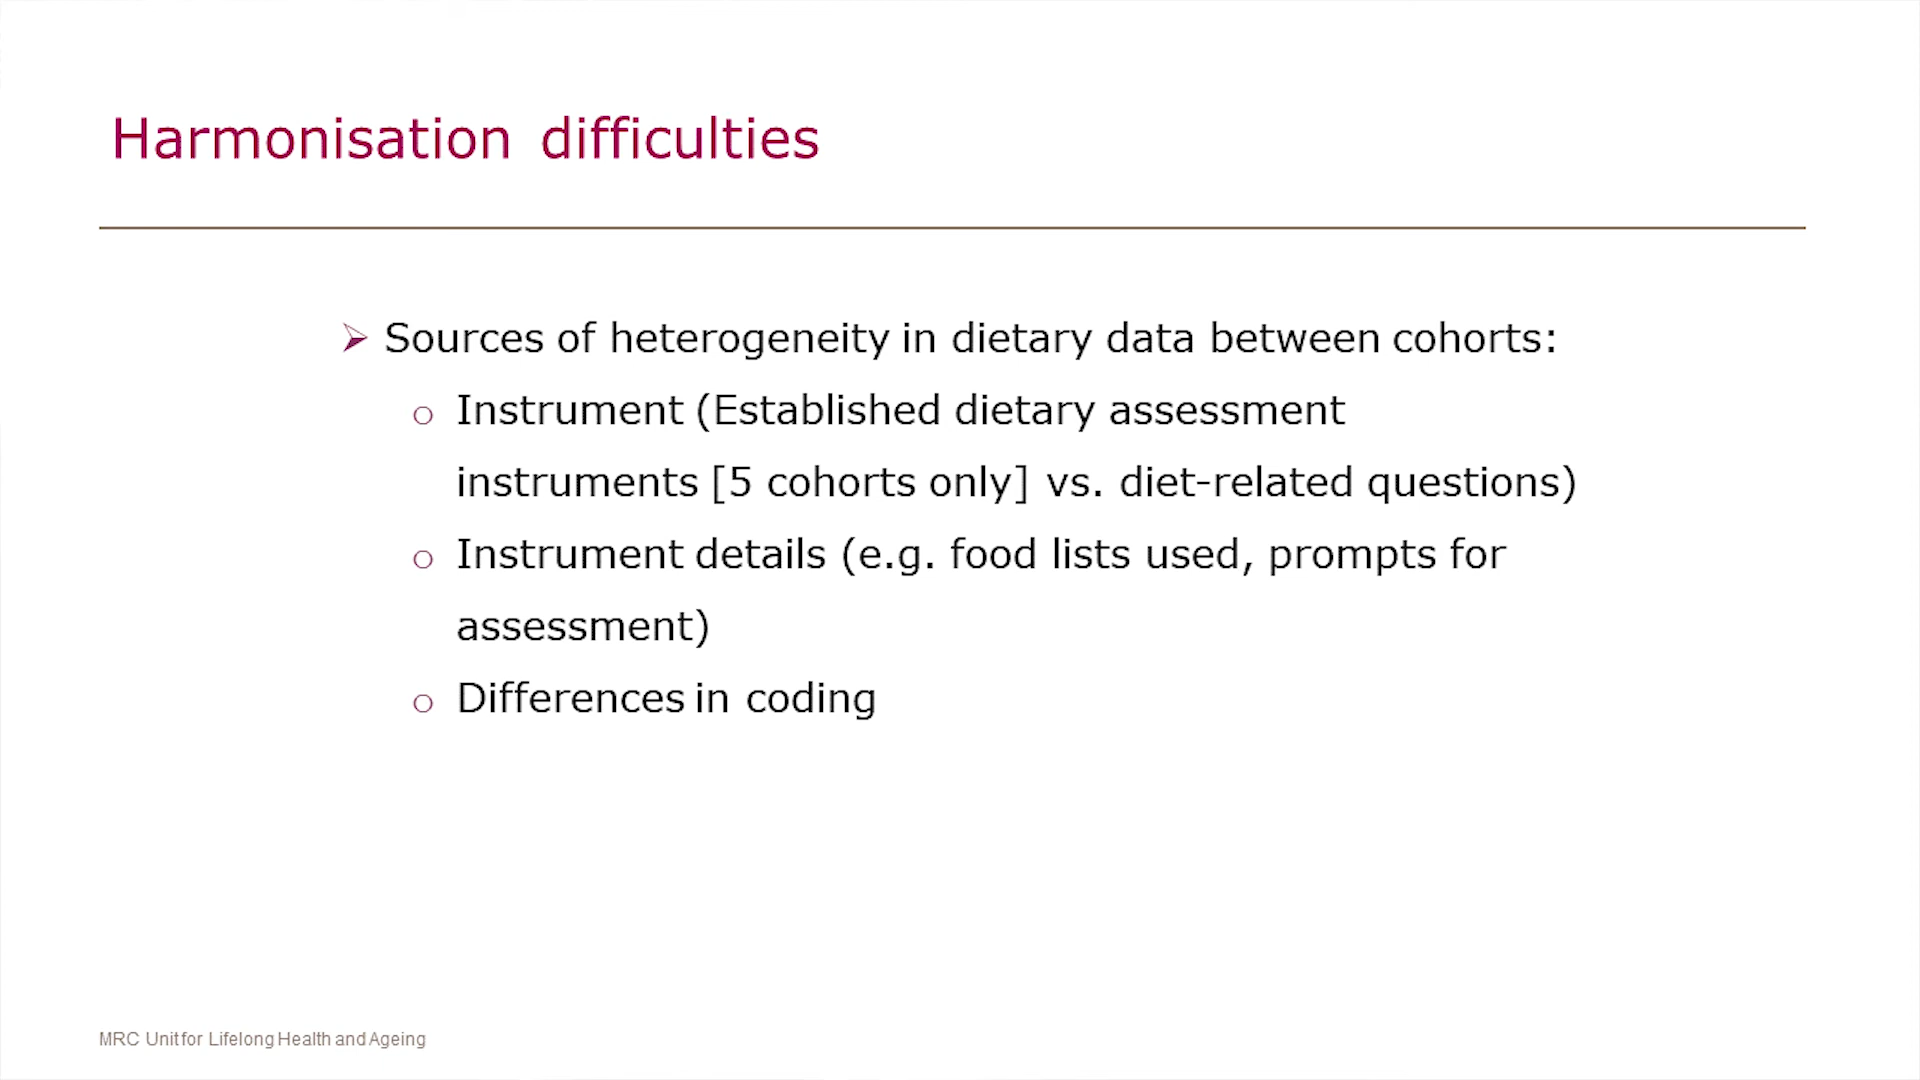 Harmonisation difficulties
Sources of heterogeneity in dietary data between cohorts:
Instrument (Established dietary assessment
instruments [5 cohorts only] vs. diet-related questions)
Instrument details (e.g. food lists used, prompts for
assessment)
Differences in coding
MRC Unit for Lifelong Health and Ageing